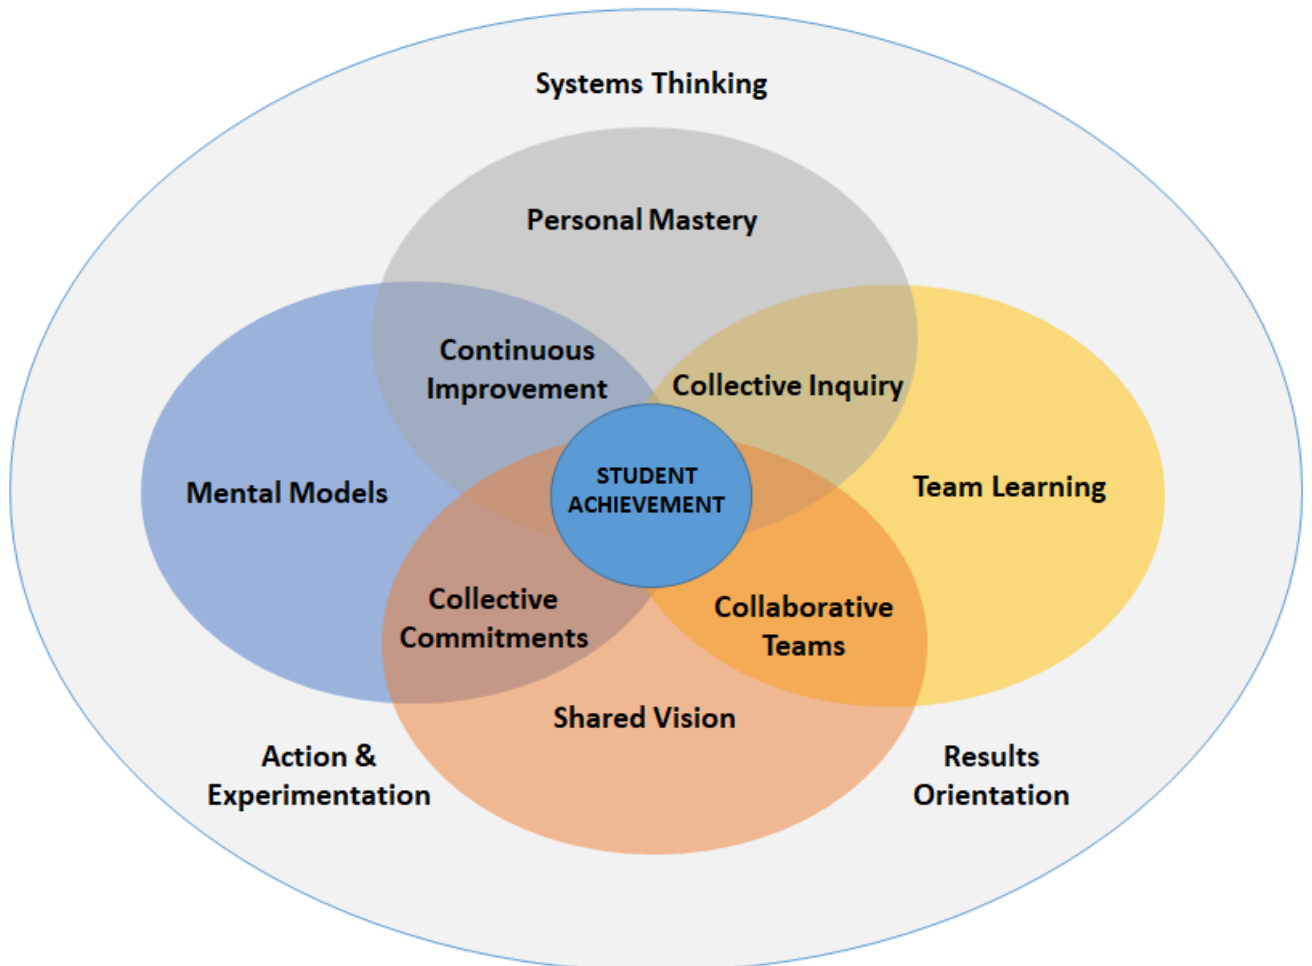 Systems Thinking
Personal Mastery
Continuous
Improvement
Collective Inquiry
STUDENT
ACHIEVEMENT
Mental Models
Team Learning
Collective
Commitments
Collaborative
Teams
Shared Vision
Action &
Experimentation
Results
Orientation